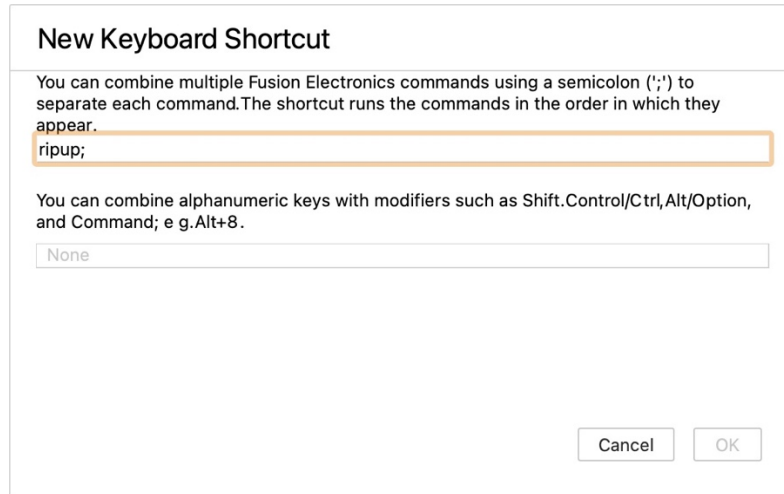 New Keyboard Shortcut
You can combine multiple Fusion Electronics commands using a semicolon (';') to
separate each command.The shortcut runs the commands in the order in which they
appear.
ripup;
You can combine alphanumeric keys with modifiers such as Shift.Control/Ctrl,Alt/Option,
and Command; e g.Alt+8.
None
Cancel
OK